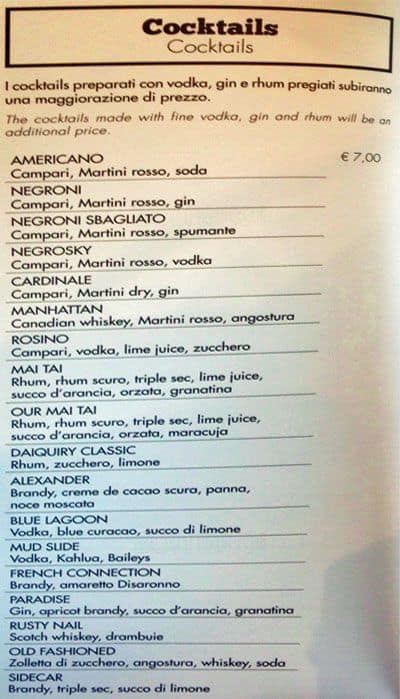 Cocktails
Cocktails
I cocktails preparati con vodka, gin e rhum pregiati subiranno
una maggiorazione di prezzo.
The cocktails made with fine vodka, gin and rhum will be an
additional price.
AMERICANO € 7,00
Campari, Martini rosso, soda
NEGRONI
Campari, Martini rosso, gin
NEGRONI SBAGLIATO
Campari, Martini rosso, spumante
NEGROSKY
Campari, Martini rosso, vodka
CARDINALE
Campari, Martini dry, gin
MANHATTAN
Canadian whiskey, Martini rosso, angostura
ROSINO
Campari, vodka, lime juice, zucchero
MAI TAI
Rhum, rhum scuro, triple sec, lime juice,
succo d'arancia, orzata, granatina
OUR MAI TAI
Rhum, rhum scuro, triple sec, lime juice,
succo d'arancia, orzata, maracuja
DAIQUIRY CLASSIC
Rhum, zucchero, limone
ALEXANDER
Brandy, creme de cacao scura, panna,
noce moscata
BLUE LAGOON
Vodka, blue curacao, succo di limone
MUD SLIDE
Vodka, Kahlua, Baileys
FRENCH CONNECTION
Brandy, amaretto Disaronno
PARADISE
Gin, apricot brandy, succo d'arancia, granatina
RUSTY NAIL
Scotch whiskey, drambuie
OLD FASHIONED
Zolletta di zucchero, angostura, whiskey, soda
SIDECAR
Brandy, triple sec, succo di limone